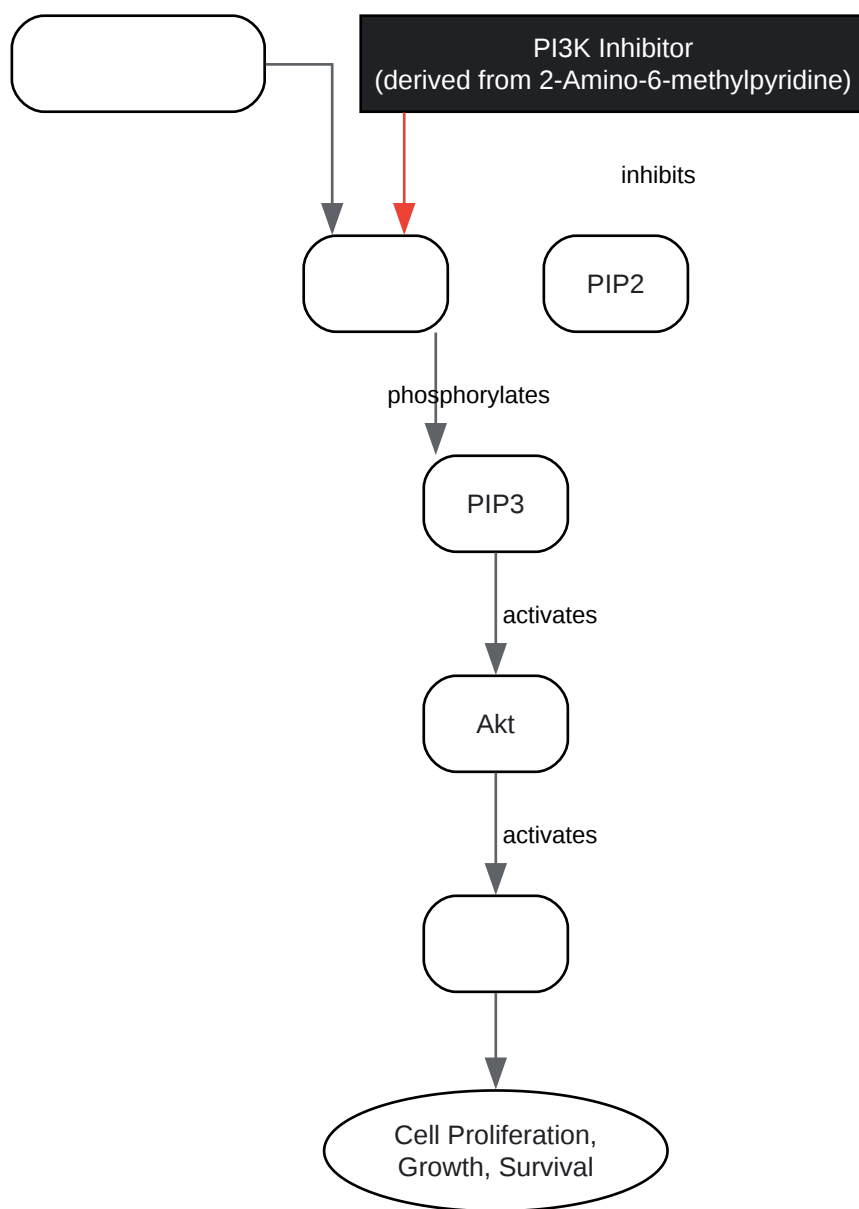 PI3K Inhibitor
(derived from 2-Amino-6-methylpyridine)
inhibits
PIP2
phosphorylates
PIP3
activates
Akt
activates
Cell Proliferation,
Growth, Survival